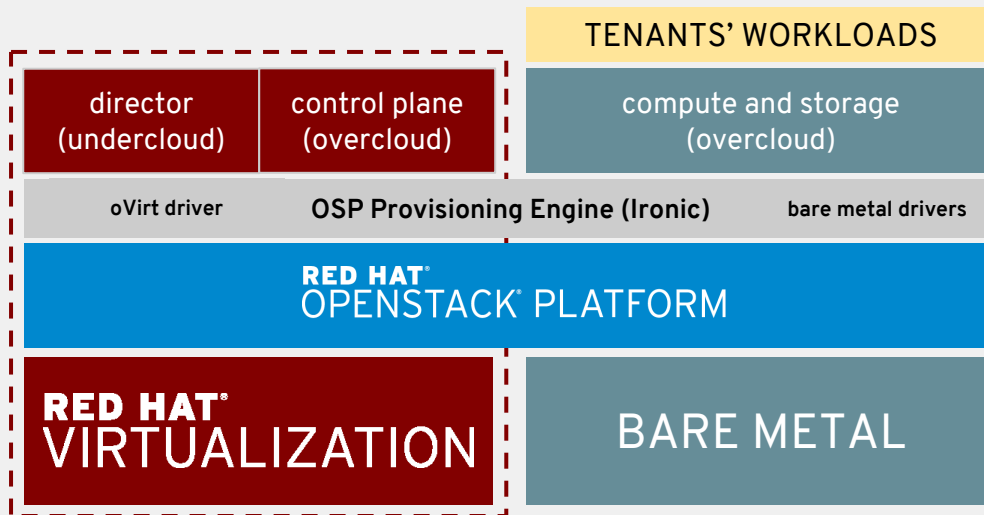 TENANTS’ WORKLOADS
director
(undercloud)
control plane
(overcloud)
compute and storage
(overcloud)
oVirt driver
OSP Provisioning Engine (Ironic)
bare metal drivers
RED HAT®
OPENSTACK® PLATFORM
RED HAT®
VIRTUALIZATION
BARE METAL